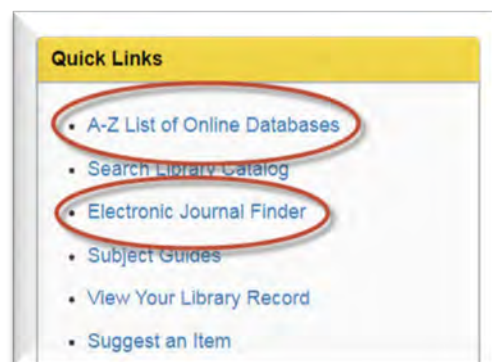 Quick Links
• A-Z List of Online Databases
• Search Library Catalog
• Electronic Journal Finder
• Subject Guides
• View Your Library Record
• Suggest an Item